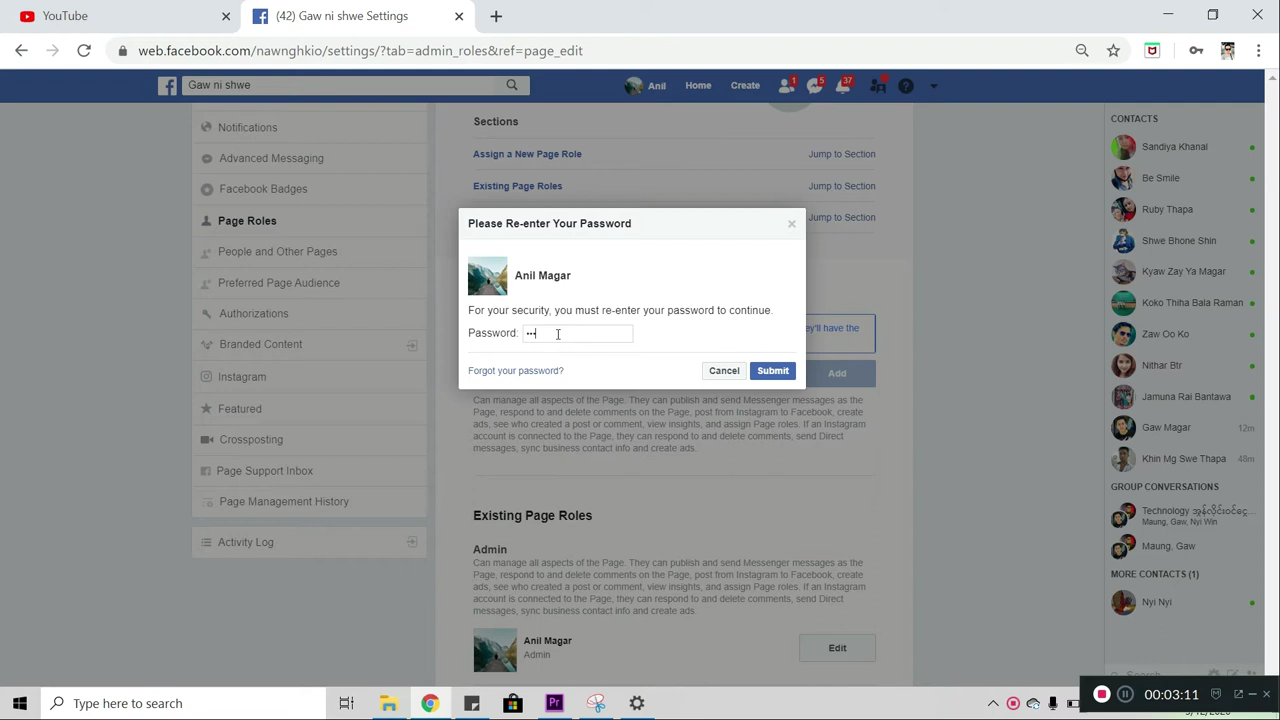 YouTube
(42) Gaw ni shwe Settings
web.facebook.com/nawnghkio/settings/?tab=admin_roles&ref=page_edit
Gaw ni shwe
Anil
Home
Create
1
5
37
Notifications
Advanced Messaging
Facebook Badges
Page Roles
People and Other Pages
Preferred Page Audience
Authorizations
Branded Content
Instagram
Featured
Crossposting
Page Support Inbox
Page Management History
Activity Log
Sections
Assign a New Page Role Jump to Section
Existing Page Roles Jump to Section
Jump to Section
Please Re-enter Your Password
Anil Magar
For your security, you must re-enter your password to continue.
Password:
Forgot your password?
Cancel
Submit
ey'll have the
Add
Can manage all aspects of the Page. They can publish and send Messenger messages as the
Page, respond to and delete comments on the Page, post from Instagram to Facebook, create
ads, see who created a post or comment, view insights, and assign Page roles. If an Instagram
account is connected to the Page, they can respond to and delete comments, send Direct
messages, sync business contact info and create ads.
Existing Page Roles
Admin
Can manage all aspects of the Page. They can publish and send Messenger messages as the
Page, respond to and delete comments on the Page, post from Instagram to Facebook, create
ads, see who created a post or comment, view insights, and assign Page roles. If an Instagram
account is connected to the Page, they can respond to and delete comments, send Direct
messages, sync business contact info and create ads.
Anil Magar
Admin
Edit
CONTACTS
Sandiya Khanal
Be Smile
Ruby Thapa
Shwe Bhone Shin
Kyaw Zay Ya Magar
Koko Thiha Bala Raman
Zaw Oo Ko
Nithar Btr
Jamuna Rai Bantawa
Gaw Magar 12m
Khin Mg Swe Thapa 48m
GROUP CONVERSATIONS
Technology
Maung, Gaw, Nyi Win
Maung, Gaw
MORE CONTACTS (1)
Nyi Nyi
Search
Type here to search
Pr
00:03:11